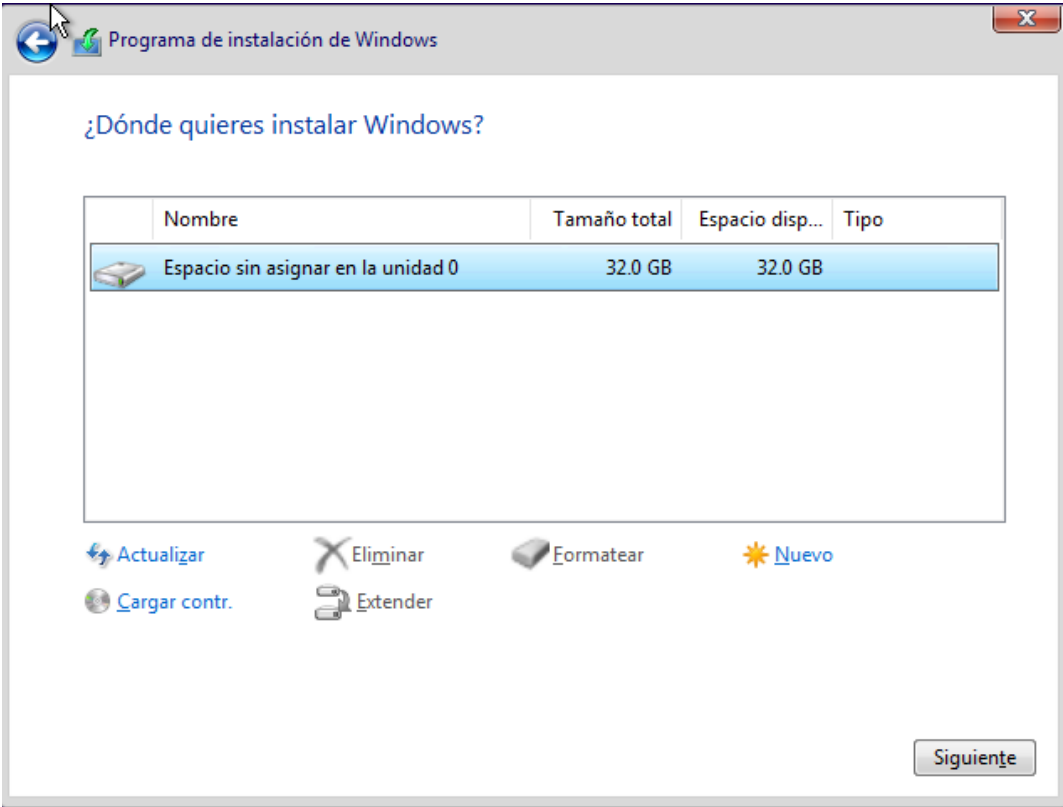 Programa de instalación de Windows
¿Dónde quieres instalar Windows?
Nombre Tamaño total Espacio disp... Tipo
Espacio sin asignar en la unidad 0 32.0 GB 32.0 GB
Actualizar Eliminar Formatear Nuevo
Cargar contr. Extender
Siguiente